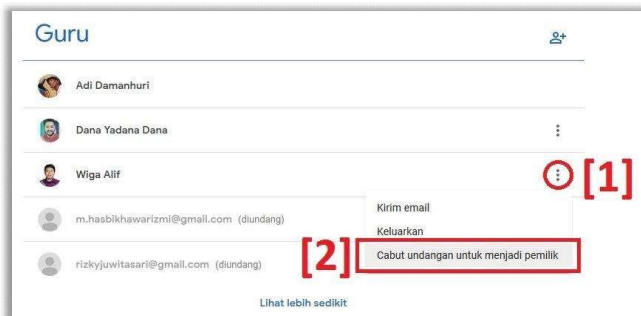 Guru
Adi Damanhuri
Dana Yadana Dana
Wiga Alif
[1]
Kirim email
m.hasbikhawarizmi@gmail.com (diundang)
Keluarkan
[2]
Cabut undangan untuk menjadi pemilik
rizkyjuwitasari@gmail.com (diundang)
Lihat lebih sedikit